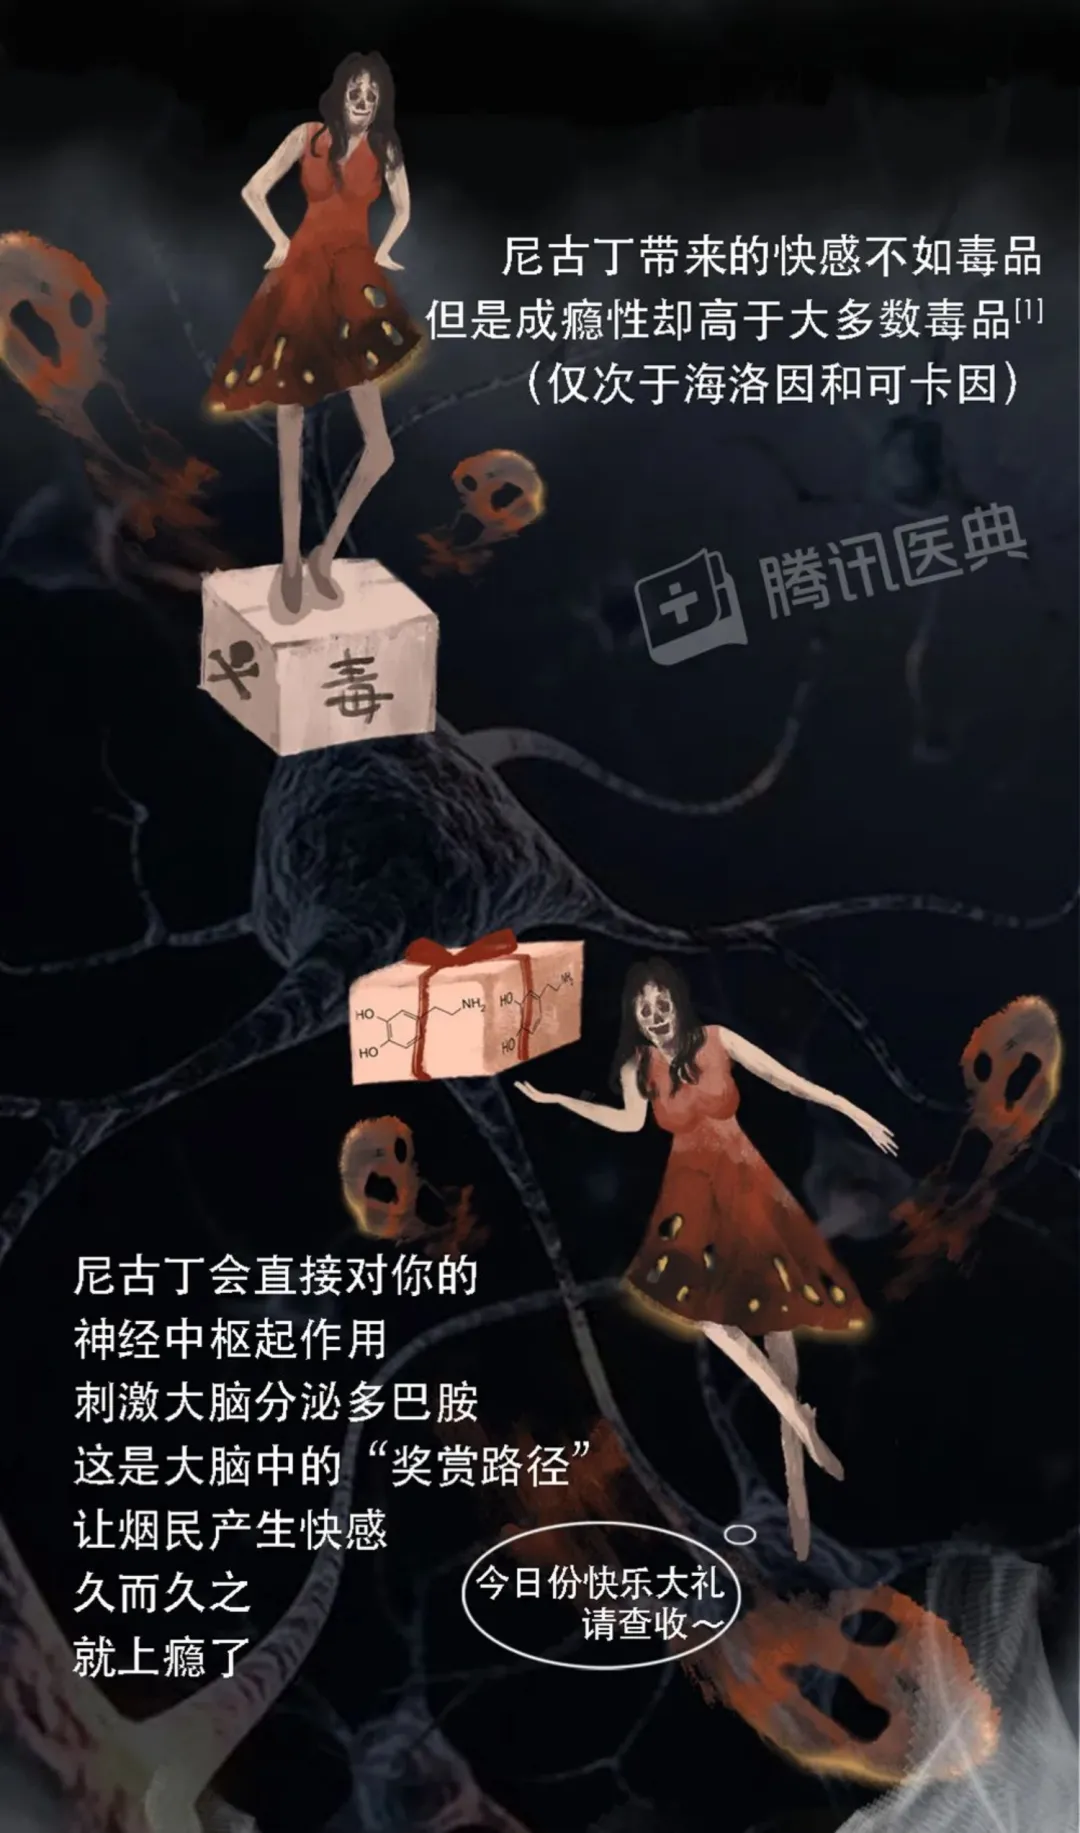 尼古丁带来的快感不如毒品
但是成瘾性却高于大多数毒品[1]
（仅次于海洛因和可卡因）
腾讯医典
毒
HO
HO
NH2
HO
HO
NH2
尼古丁会直接对你的
神经中枢起作用
刺激大脑分泌多巴胺
这是大脑中的“奖赏路径”
让烟民产生快感
久而久之
就上瘾了
今日份快乐大礼
请查收～